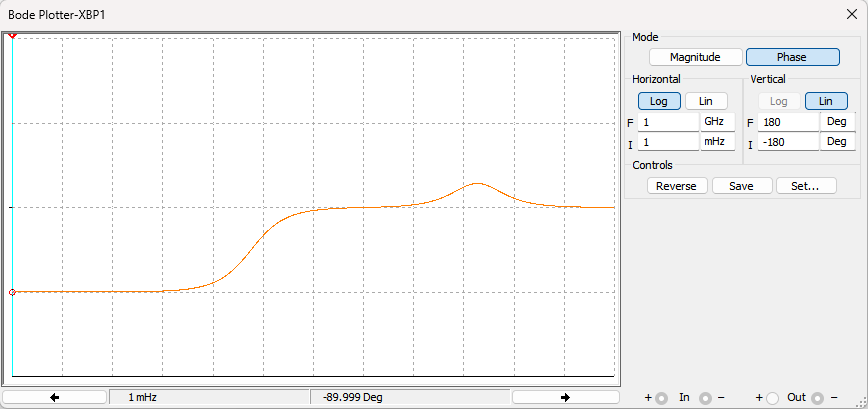 Bode Plotter-XBP1
Mode
Magnitude Phase
Horizontal Vertical
Log Lin Log Lin
F 1 GHz F 180 Deg
I 1 mHz I -180 Deg
Controls
Reverse Save Set...
1 mHz -89.999 Deg + In - + Out -